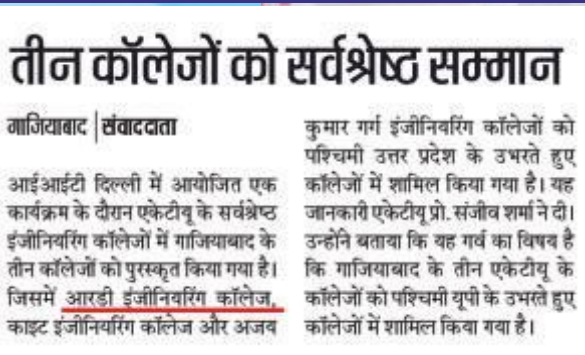 तीन कॉलेजों को सर्वश्रेष्ठ सम्मान
गाजियाबाद | संवाददाता
आईआईटी दिल्ली में आयोजित एक
कार्यक्रम के दौरान एकेटीयू के सर्वश्रेष्ठ
इंजीनियरिंग कॉलेजों में गाजियाबाद के
तीन कॉलेजों को पुरस्कृत किया गया है।
जिसमें आरडी इंजीनियरिंग कॉलेज,
काइट इंजीनियरिंग कॉलेज और अजय
कुमार गर्ग इंजीनियरिंग कॉलेजों को
पश्चिमी उत्तर प्रदेश के उभरते हुए
कॉलेजों में शामिल किया गया है। यह
जानकारी एकेटीयू प्रो. संजीव शर्मा ने दी।
उन्होंने बताया कि यह गर्व का विषय है
कि गाजियाबाद के तीन एकेटीयू के
कॉलेजों को पश्चिमी यूपी के उभरते हुए
कॉलेजों में शामिल किया गया है।